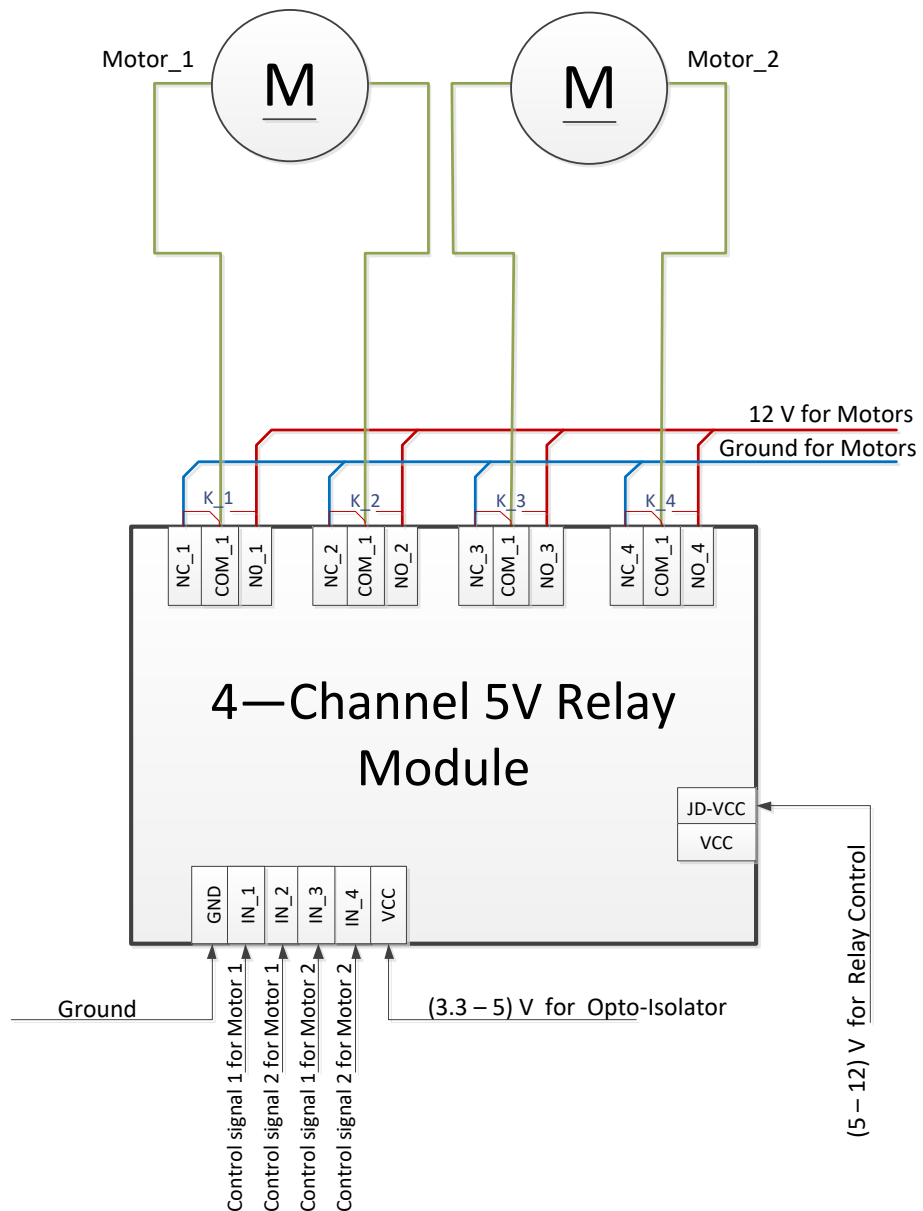 Motor_1
M
M
Motor_2
12 V for Motors
Ground for Motors
K_1
K_2
K_3
K_4
NC_1
COM_1
N0_1
NC_2
COM_1
NO_2
NC_3
COM_1
NO_3
NC_4
COM_1
NO_4
4—Channel 5V Relay
Module
JD-VCC
VCC
GND
IN_1
IN_2
IN_3
IN_4
VCC
Ground
Control signal 1 for Motor 1
Control signal 2 for Motor 1
Control signal 1 for Motor 2
Control signal 2 for Motor 2
(3.3 – 5) V for Opto-Isolator
(5 – 12) V for Relay Control